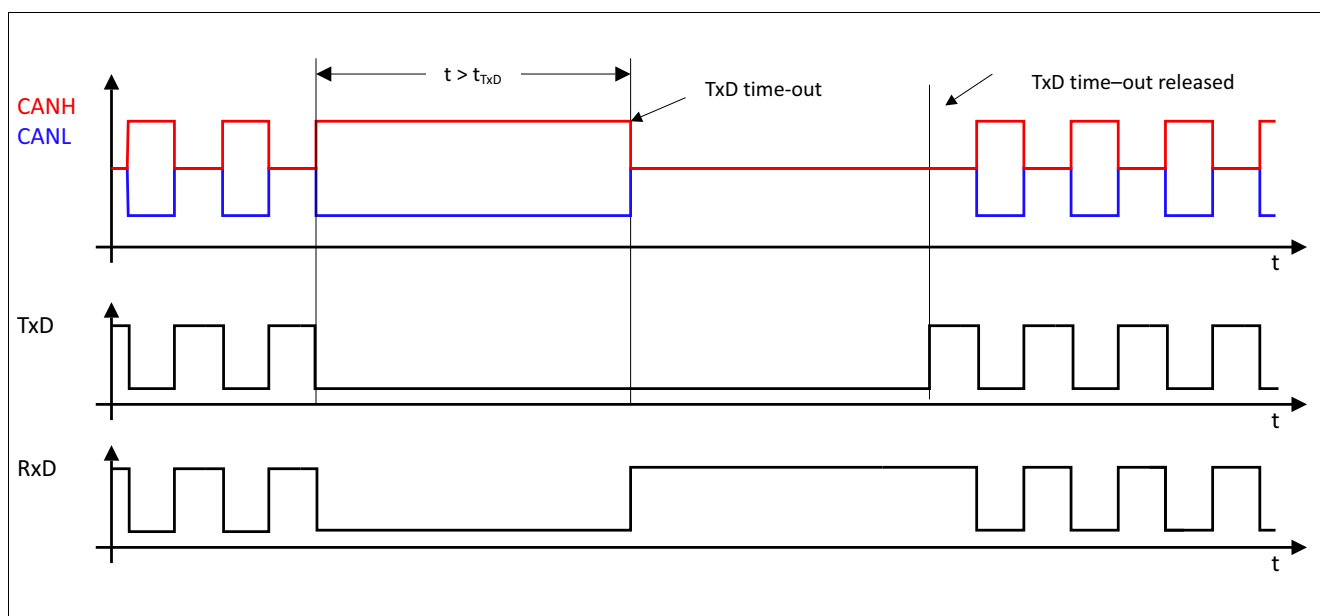 t > tTxD
TxD time-out
TxD time–out released
CANH
CANL
t
TxD
t
RxD
t